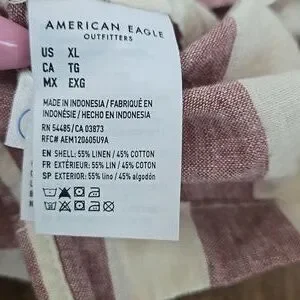 AMERICAN EAGLE
OUTFITTERS
US XL
CA TG
MX EXG
MADE IN INDONESIA / FABRIQUÉ EN
INDONÉSIE / HECHO EN INDONESIA
RN 54485/CA 03873
RFC# AEM120605U9A
EN SHELL: 55% LINEN / 45% COTTON
FR EXTÉRIEUR: 55% LIN / 45% COTON
SP EXTERIOR: 55% lino / 45% algodón